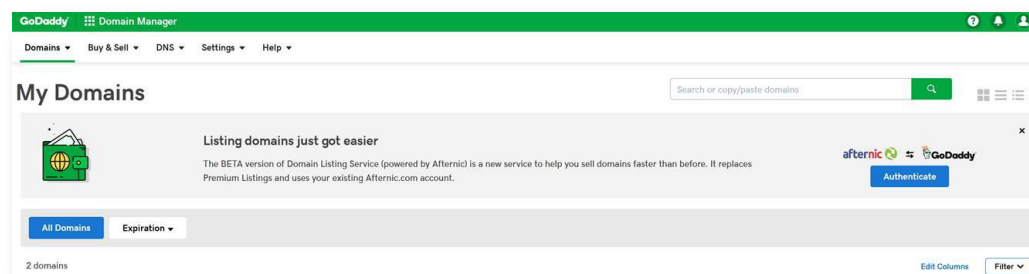 GoDaddy Domain Manager
Domains Buy & Sell DNS Settings Help
My Domains
Search or copy/paste domains
Listing domains just got easier
The BETA version of Domain Listing Service (powered by Afternic) is a new service to help you sell domains faster than before. It replaces
Premium Listings and uses your existing Afternic.com account.
afternic GoDaddy
Authenticate
All Domains Expiration
2 domains Edit Columns Filter